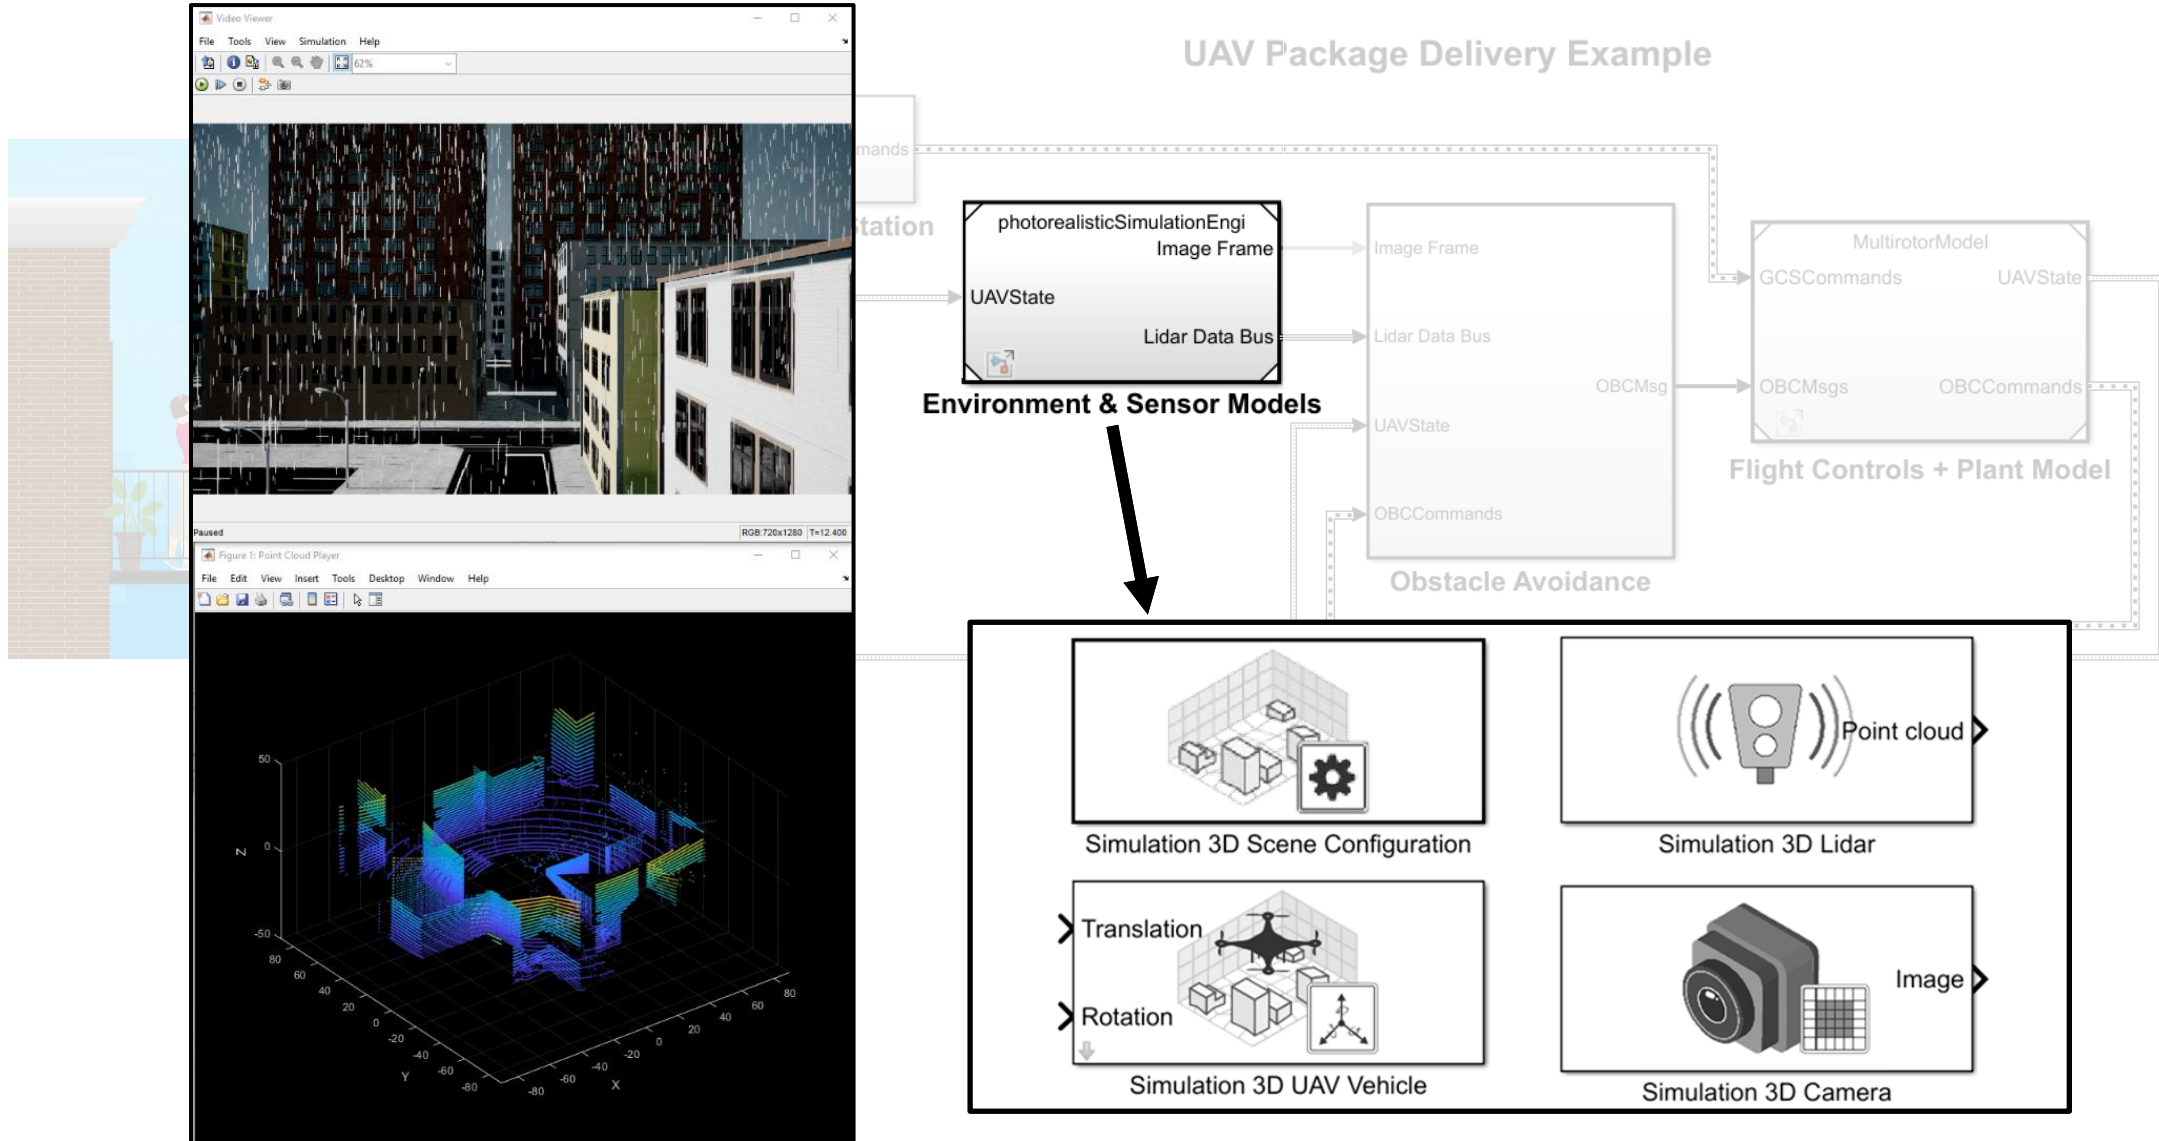 Video Viewer
File Tools View Simulation Help
62%
Paused
RGB:720x1280 T=12.400
Figure 1: Point Cloud Player
File Edit View Insert Tools Desktop Window Help
50
0
-50
Z
80
60
40
20
0
-20
-40
-60
-80
Y
-80
-60
-40
-20
0
20
40
60
80
X
UAV Package Delivery Example
mands
tation
photorealisticSimulationEngi
Image Frame
UAVState
Lidar Data Bus
Environment & Sensor Models
Image Frame
Lidar Data Bus
OBCMsg
UAVState
OBCCommands
Obstacle Avoidance
MultirotorModel
GCSCommands UAVState
OBCMsgs OBCCommands
Flight Controls + Plant Model
Simulation 3D Scene Configuration
Point cloud
Simulation 3D Lidar
Translation
Rotation
Simulation 3D UAV Vehicle
Image
Simulation 3D Camera